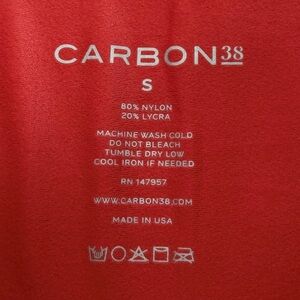 CARBON38
S
80% NYLON
20% LYCRA
MACHINE WASH COLD
DO NOT BLEACH
TUMBLE DRY LOW
COOL IRON IF NEEDED
RN 147957
WWW.CARBON38.COM
MADE IN USA